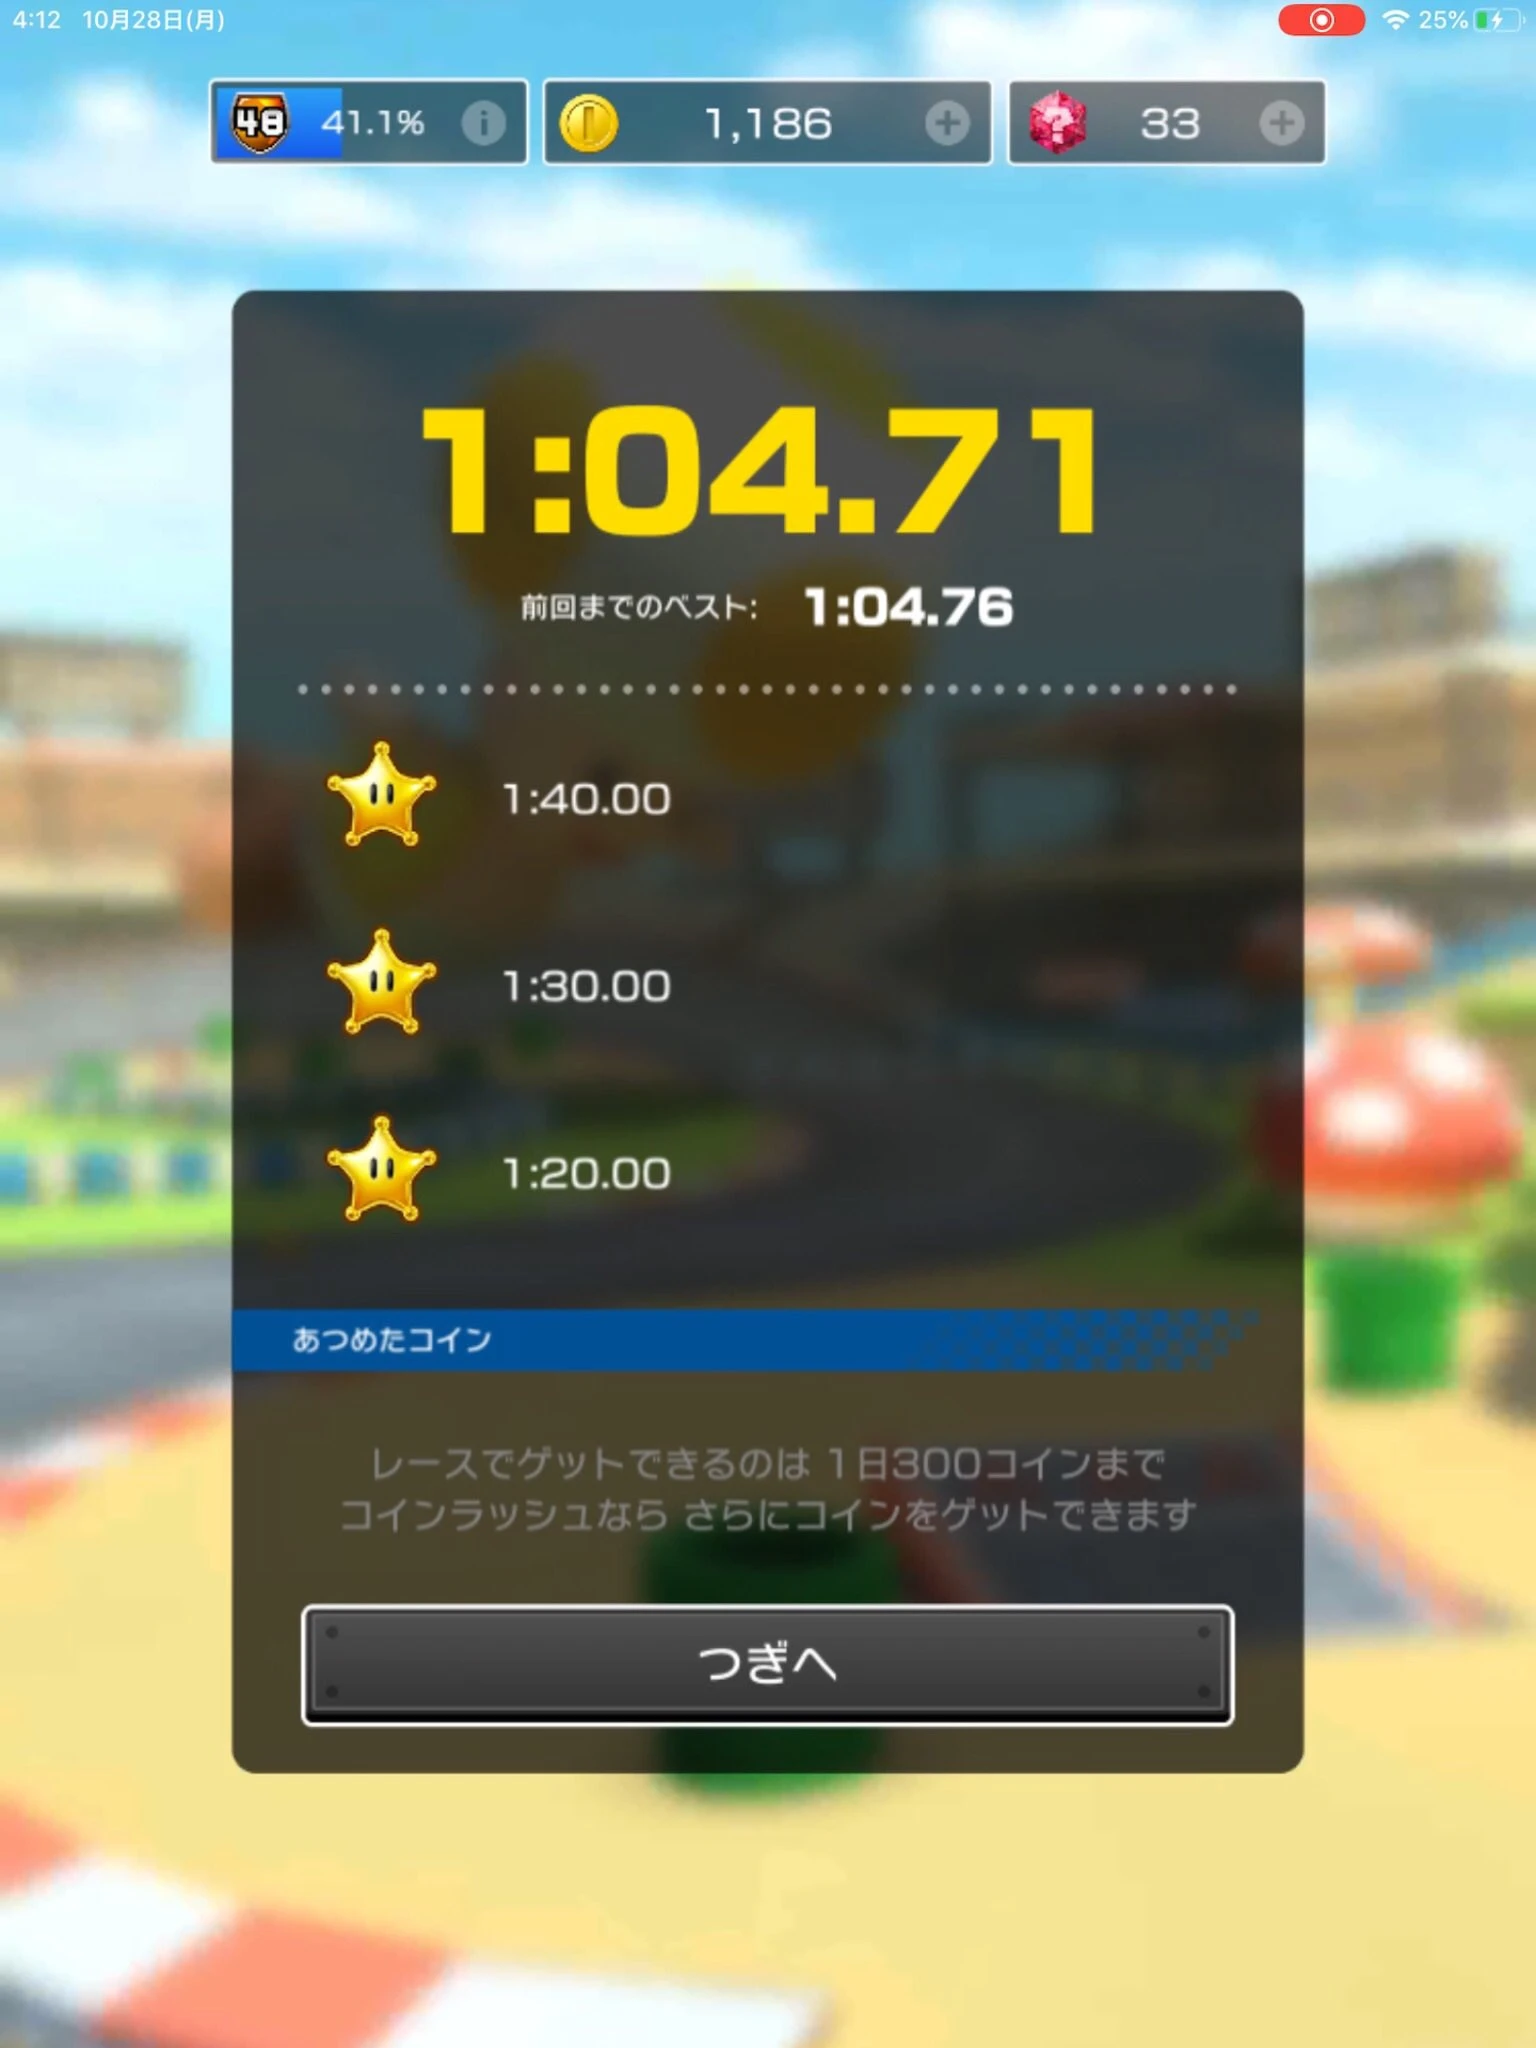 4:12 10月28日(月) 25%
48 41.1% 1,186 33
1:04.71
前回までのベスト: 1:04.76
1:40.00
1:30.00
1:20.00
あつめたコイン
レースでゲットできるのは 1日300コインまで
コインラッシュなら さらにコインをゲットできます
つぎへ